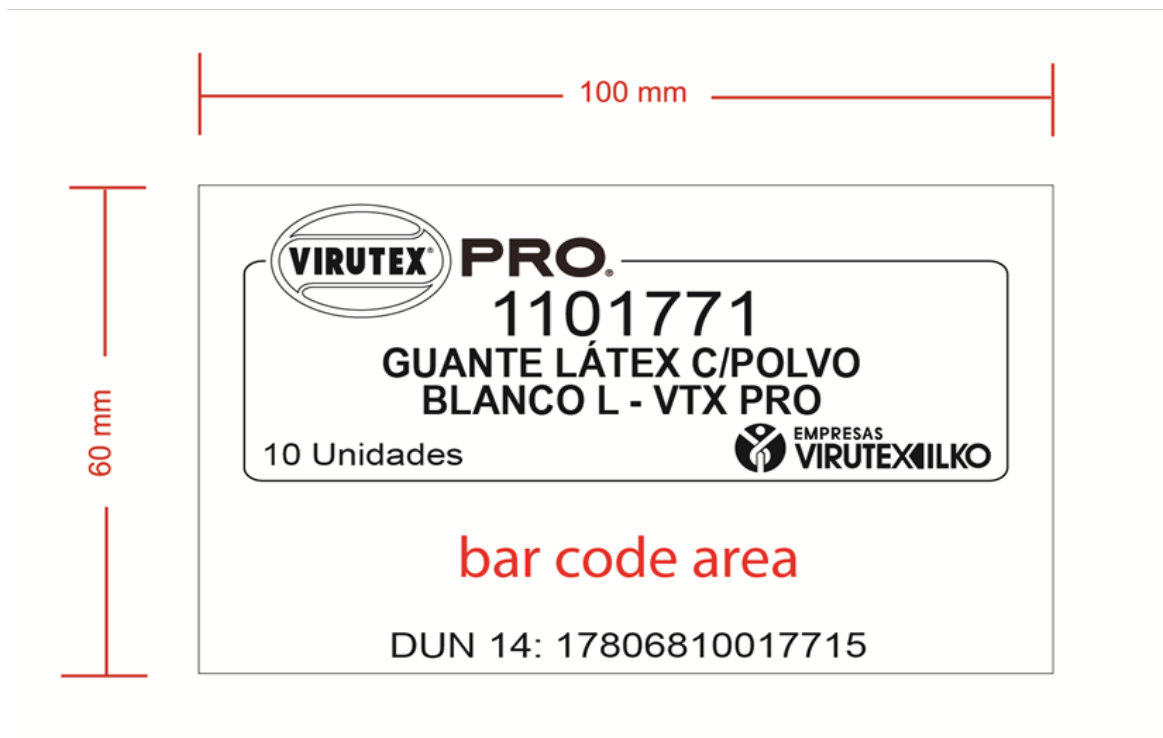 100 mm
60 mm
VIRUTEX® PRO®
1101771
GUANTE LÁTEX C/POLVO
BLANCO L - VTX PRO
10 Unidades
EMPRESAS
VIRUTEX ILKO
bar code area
DUN 14: 17806810017715